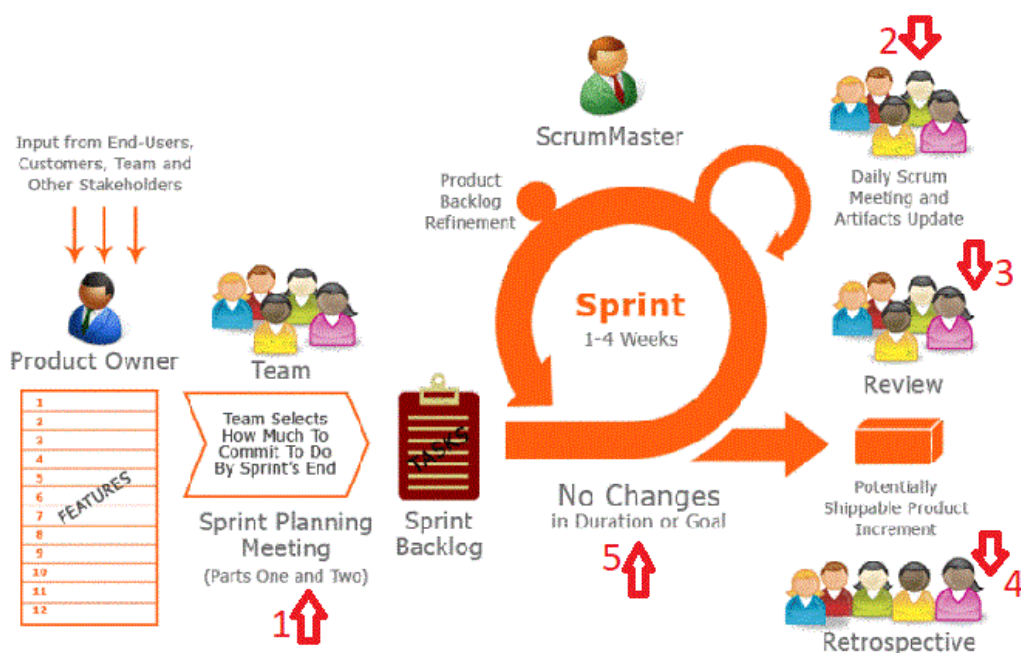 Input from End-Users,
Customers, Team and
Other Stakeholders
Product Owner
1
2
3
4
5
6
7
8
9
10
11
12
FEATURES
Team
Team Selects
How Much To
Commit To Do
By Sprint's End
Sprint Planning
Meeting
(Parts One and Two)
1
TASKS
Sprint
Backlog
ScrumMaster
Product
Backlog
Refinement
Sprint
1-4 Weeks
No Changes
in Duration or Goal
5
2
Daily Scrum
Meeting and
Artifacts Update
3
Review
Potentially
Shippable Product
Increment
4
Retrospective